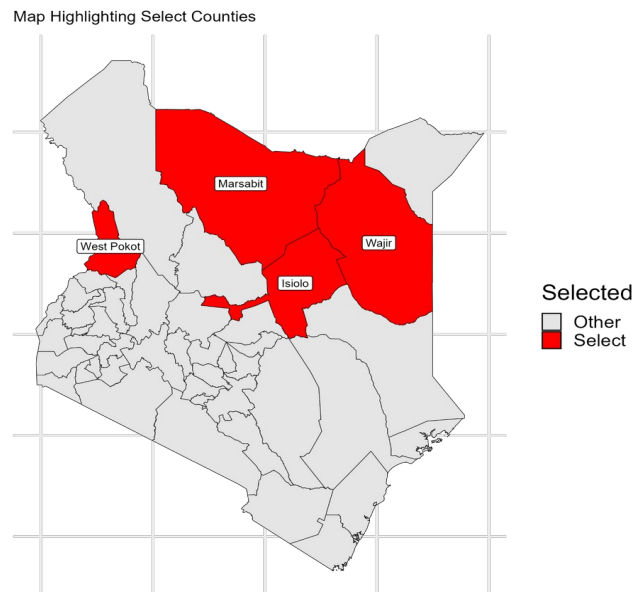 Map Highlighting Select Counties
Marsabit
West Pokot
Wajir
Isiolo
Selected
Other
Select